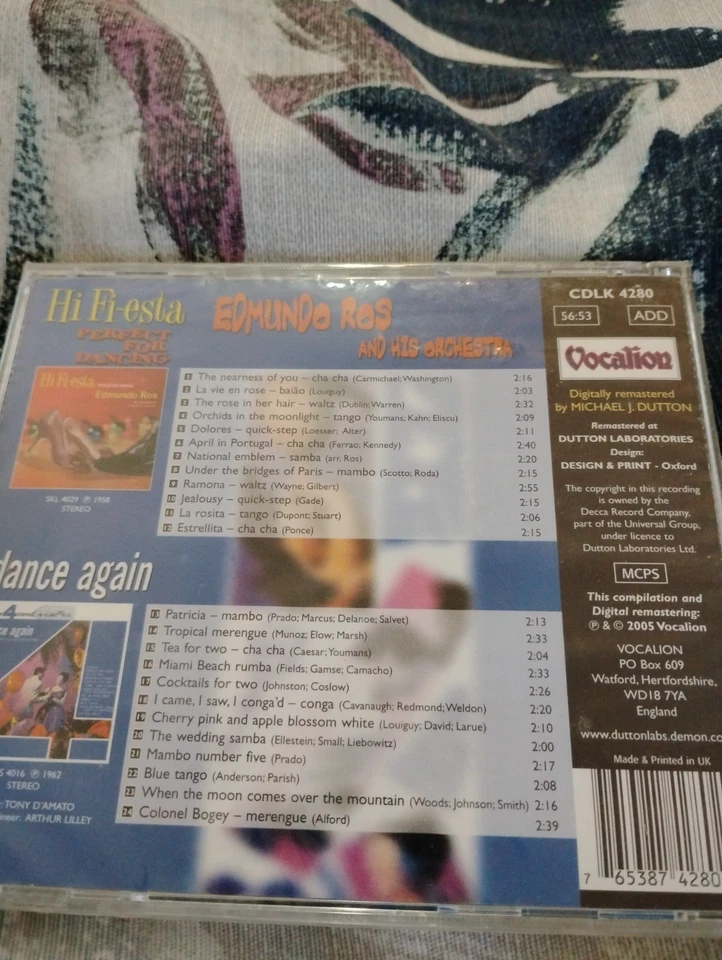 Hi Fi-esta
PERFECT
FOR
DANCING
EDMUNDO ROS
AND HIS ORCHESTRA
Hi Fi-esta
Edmundo Ros
SRL 4029 ℗ 1958
STEREO
1 The nearness of you – cha cha (Carmichael; Washington) 2:16
2 La vie en rose – baião (Louiguy) 2:03
3 The rose in her hair – waltz (Dublin; Warren) 2:32
4 Orchids in the moonlight – tango (Youmans; Kahn; Eliscu) 2:09
5 Dolores – quick-step (Loesser; Alter) 2:11
6 April in Portugal – cha cha (Ferrao; Kennedy) 2:40
7 National emblem – samba (arr. Ros) 2:20
8 Under the bridges of Paris – mambo (Scotto; Roda) 2:15
9 Ramona – waltz (Wayne; Gilbert) 2:55
10 Jealousy – quick-step (Gade) 2:15
11 La rosita – tango (Dupont; Stuart) 2:06
12 Estrellita – cha cha (Ponce) 2:15
dance again
4
ce again
S 4016 ℗ 1962
STEREO
: TONY D'AMATO
ineer: ARTHUR LILLEY
13 Patricia – mambo (Prado; Marcus; Delanoe; Salvet) 2:13
14 Tropical merengue (Munoz; Elow; Marsh) 2:33
15 Tea for two – cha cha (Caesar; Youmans) 2:04
16 Miami Beach rumba (Fields; Gamse; Camacho) 2:33
17 Cocktails for two (Johnston; Coslow) 2:26
18 I came, I saw, I conga'd – conga (Cavanaugh; Redmond; Weldon) 2:20
19 Cherry pink and apple blossom white (Louiguy; David; Larue) 2:10
20 The wedding samba (Ellestein; Small; Liebowitz) 2:00
21 Mambo number five (Prado) 2:17
22 Blue tango (Anderson; Parish) 2:08
23 When the moon comes over the mountain (Woods; Johnson; Smith) 2:16
24 Colonel Bogey – merengue (Alford) 2:39
CDLK 4280
56:53 ADD
Vocalion
Digitally remastered
by MICHAEL J. DUTTON
Remastered at
DUTTON LABORATORIES
Design:
DESIGN & PRINT - Oxford
The copyright in this recording
is owned by the
Decca Record Company,
part of the Universal Group,
under licence to
Dutton Laboratories Ltd.
MCPS
This compilation and
Digital remastering:
℗ & © 2005 Vocalion
VOCALION
PO Box 609
Watford, Hertfordshire,
WD18 7YA
England
www.duttonlabs.demon.co
Made & Printed in UK
7 65387 4280